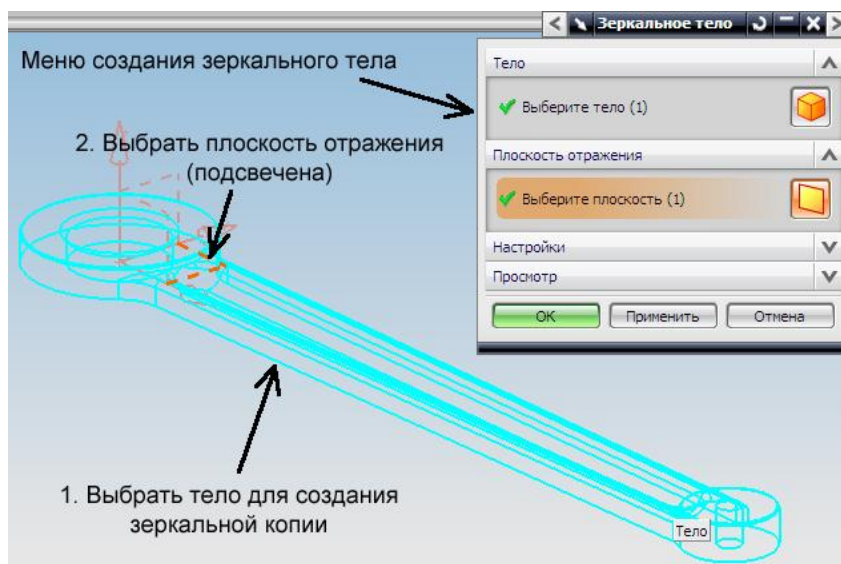 Зеркальное тело
Меню создания зеркального тела
Тело
Выберите тело (1)
2. Выбрать плоскость отражения
(подсвечена)
Плоскость отражения
Выберите плоскость (1)
Настройки
Просмотр
ОК Применить Отмена
1. Выбрать тело для создания
зеркальной копии
Тело